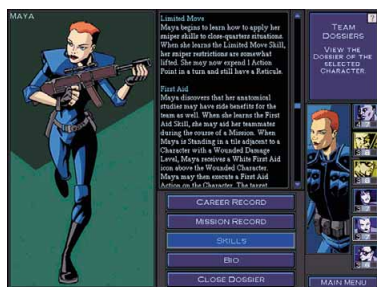 MAYA
Limited Move
Maya begins to learn how to apply her
sniper skills to close-quarters situations.
When she learns the Limited Move Skill,
her sniper restrictions are somewhat
lifted. She may now expend 1 Action
Point in a turn and still have a Reticule.
First Aid
Maya discovers that her anatomical
studies may have side benefits for the
team as well. When she learns the First
Aid Skill, she may aid her teammates
during the course of a Mission. When
Maya is Standing in a tile adjacent to a
Character with a Wounded Damage
Level, Maya receives a White First Aid
icon above the Wounded Character.
Maya may then execute a First Aid
Action on the Character. The target
CAREER RECORD
MISSION RECORD
SKILLS
BIO
CLOSE DOSSIER
?
TEAM
DOSSIERS
VIEW THE
DOSSIER OF THE
SELECTED
CHARACTER.
MAIN MENU